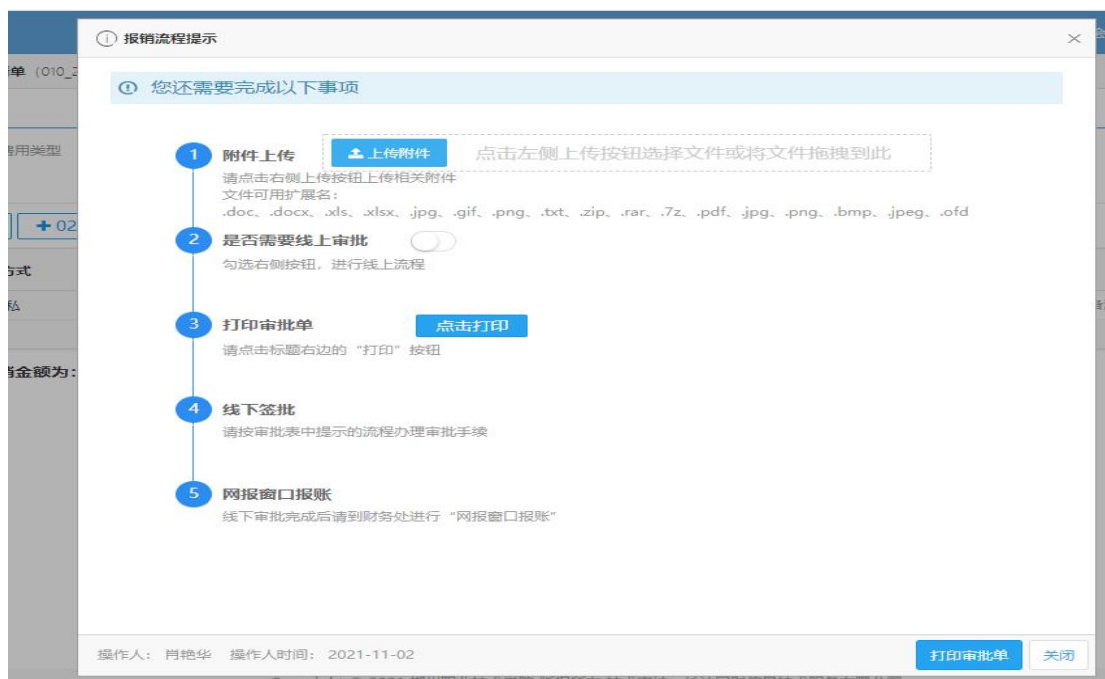 报销流程提示
单（010_2
您还需要完成以下事项
1 附件上传 上传附件 点击左侧上传按钮选择文件或将文件拖拽到此
费用类型
请点击右侧上传按钮上传相关附件
文件可用扩展名：
.doc、.docx、.xls、.xlsx、.jpg、.gif、.png、.txt、.zip、.rar、.7z、.pdf、.jpg、.png、.bmp、.jpeg、.ofd
+ 02
2 是否需要线上审批
勾选右侧按钮，进行线上流程
方式
私
3 打印审批单 点击打印
请点击标题右边的“打印”按钮
金额为：
4 线下签批
请按审批表中提示的流程办理审批手续
5 网报窗口报账
线下审批完成后请到财务处进行“网报窗口报账”
操作人： 肖艳华 操作人时间： 2021-11-02
打印审批单 关闭